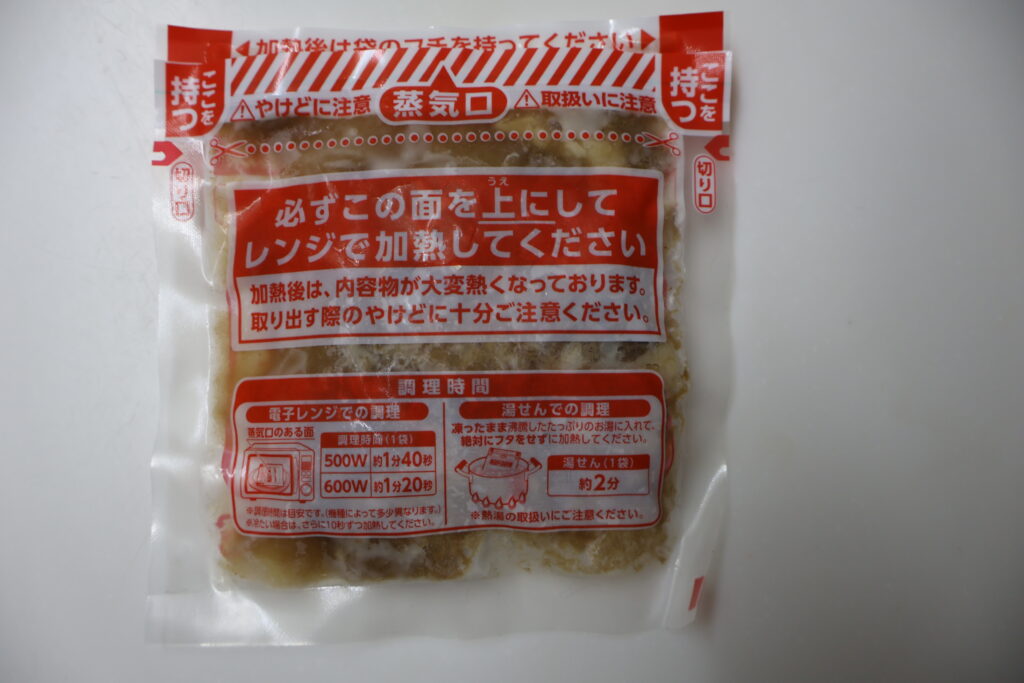 ◀加熱後は袋のフチを持ってください▶
ここを持つ
⚠やけどに注意
蒸気口
⚠取扱いに注意
ここを持つ
切り口
切り口
必ずこの面を上にして
うえ
レンジで加熱してください
加熱後は、内容物が大変熱くなっております。
取り出す際のやけどに十分ご注意ください。
調理時間
電子レンジでの調理
蒸気口のある面
調理時間(1袋)
500W 約1分40秒
600W 約1分20秒
※調理時間は目安です。(機種によって多少異なります。)
※冷たい場合は、さらに10秒ずつ加熱してください。
湯せんでの調理
凍ったまま沸騰したたっぷりのお湯に入れて、
絶対にフタをせずに加熱してください。
湯せん(1袋)
約2分
※熱湯の取扱いにご注意ください。